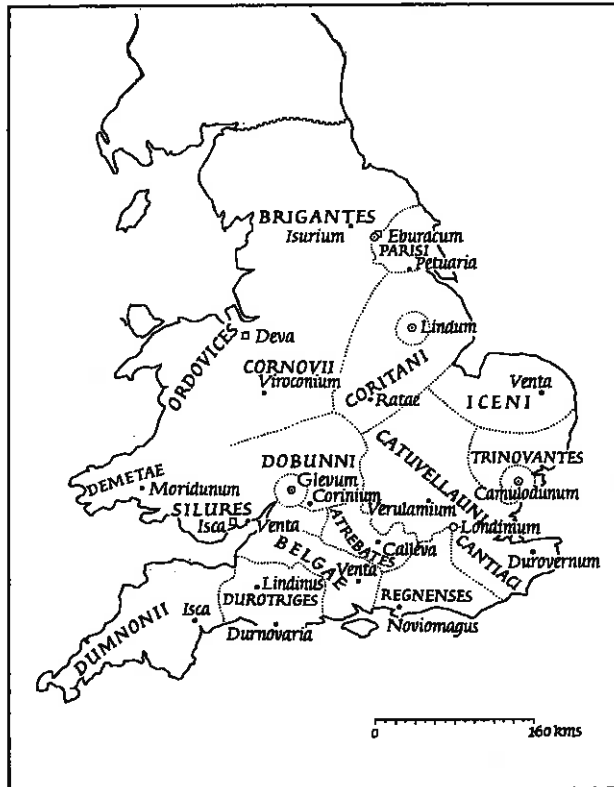 BRIGANTES
Isurium
Eburacum
PARISI
Petuaria
Lindum
ORDOVICES
Deva
CORNOVII
Viroconium
CORITANI
Ratae
ICENI
Venta
TRINOVANTES
Camulodunum
CATUVELLAUNI
Verulamium
DOBUNNI
Glevum
Corinium
DEMETAE
Moridunum
SILURES
Isca
Venta
ATREBATES
Calleva
Londinium
CANTIACI
Durovernum
BELGAE
Venta
Lindinus
DUROTRIGES
REGNENSES
Noviomagus
DUMNONII
Isca
Durnovaria
0 160 kms